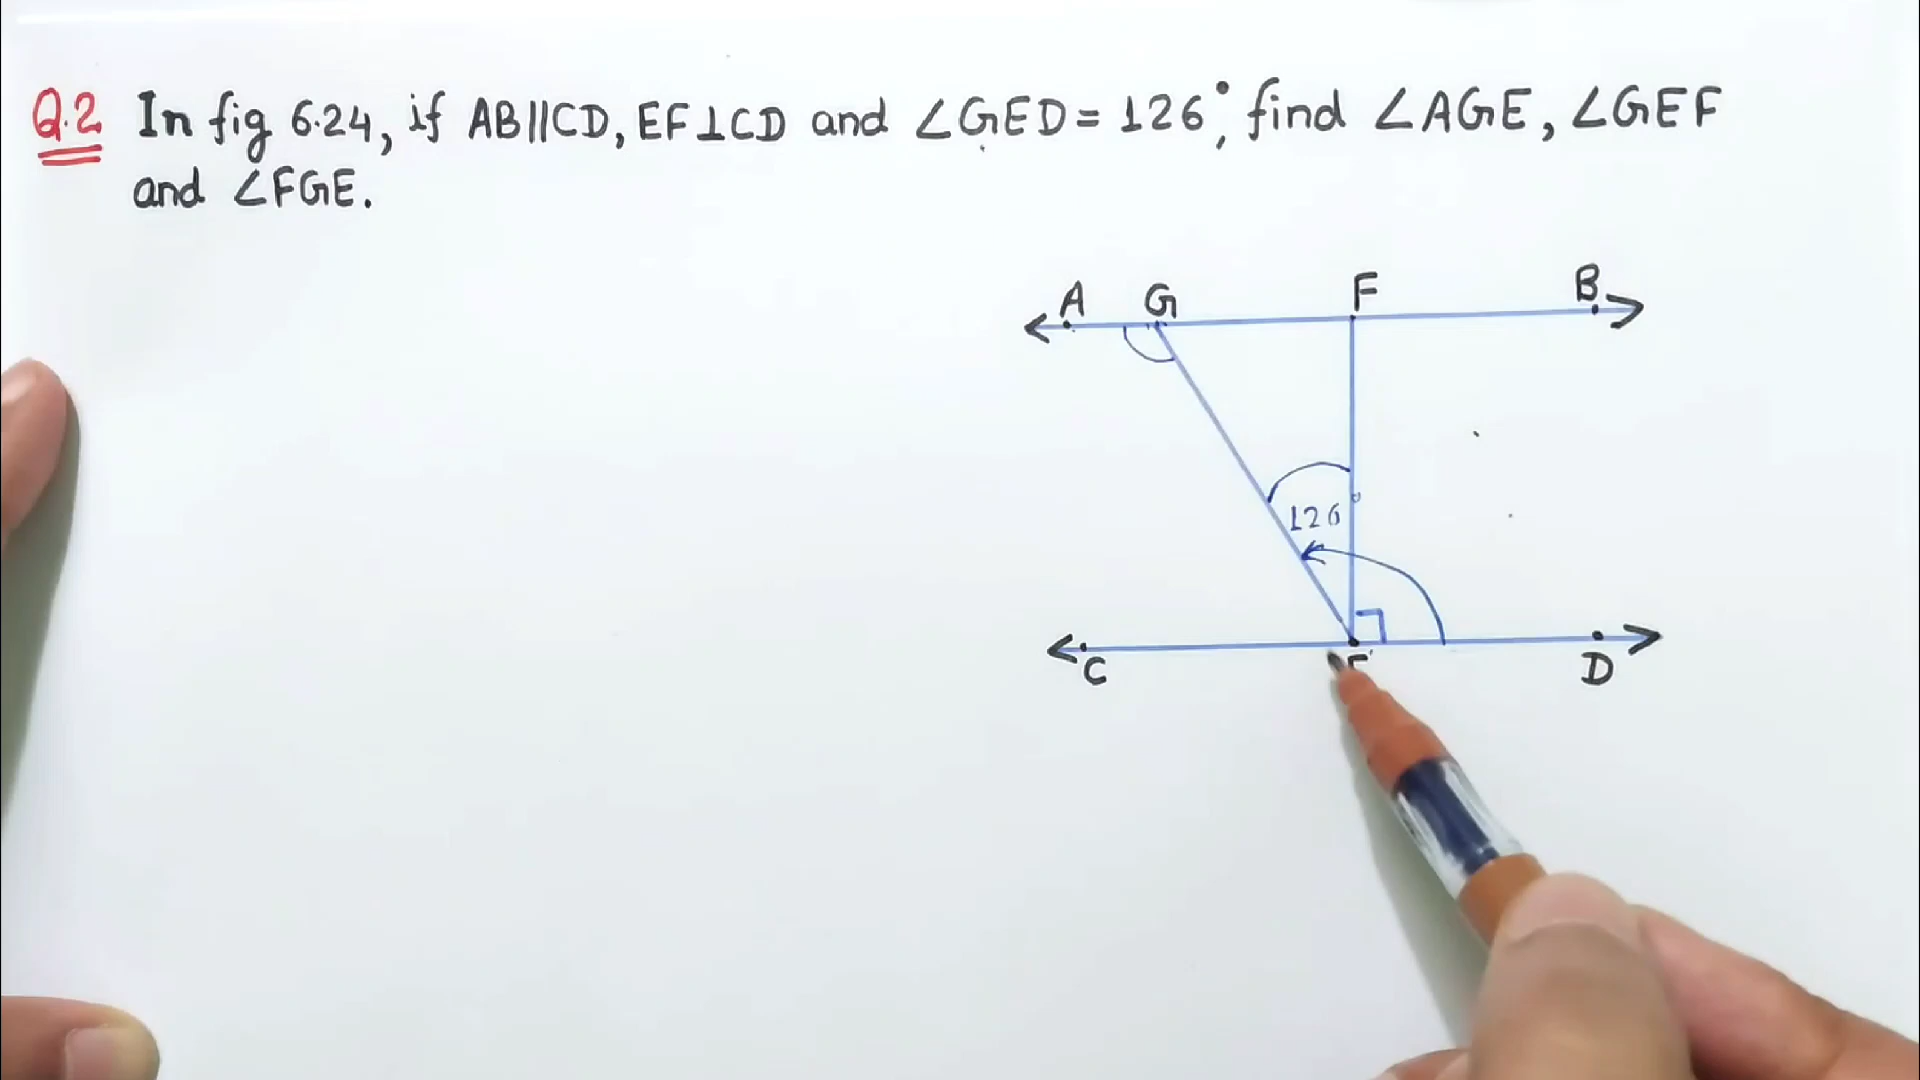 Q.2 In fig 6.24, if AB||CD, EF⊥CD and ∠GED = 126°, find ∠AGE, ∠GEF
and ∠FGE.
A G F B
126°
C D